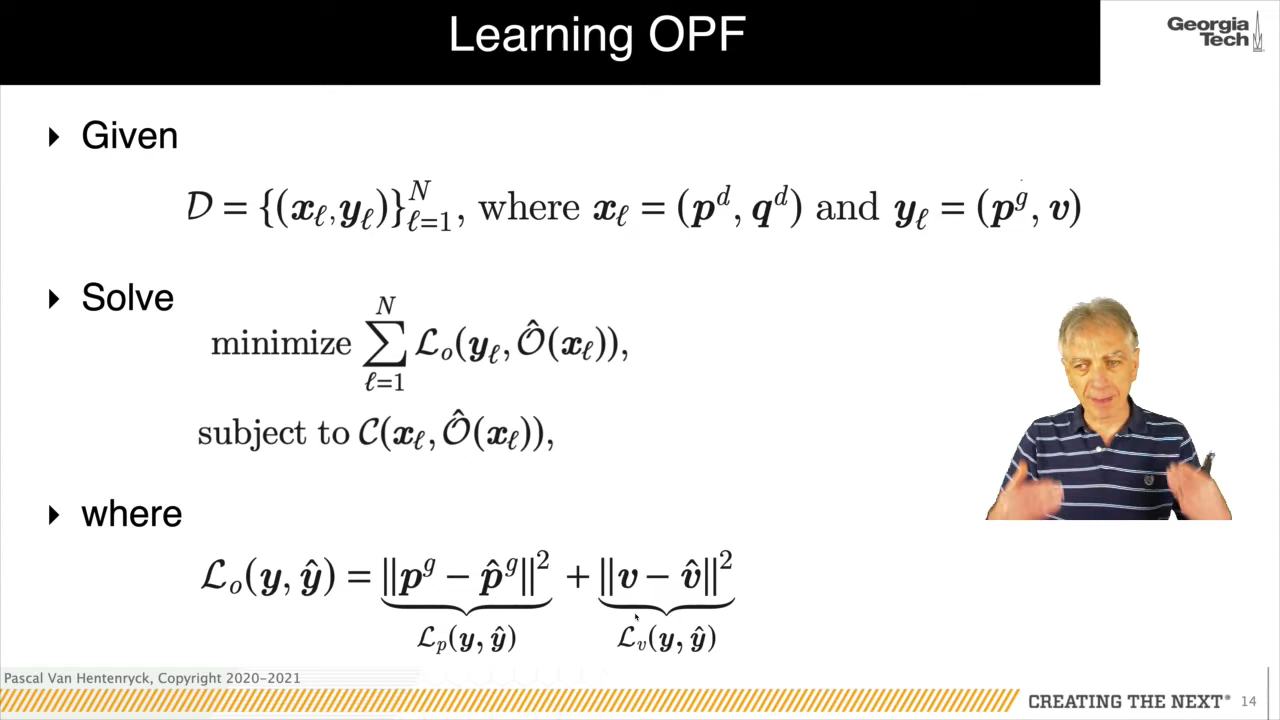 Learning OPF
Georgia
Tech
▸ Given
𝒟 = {(𝒙_ℓ, 𝒚_ℓ)}_{ℓ=1}^{N}, where 𝒙_ℓ = (𝒑^d, 𝒒^d) and 𝒚_ℓ = (𝒑^g, 𝒗)
▸ Solve
minimize ∑_{ℓ=1}^{N} ℒ_o(𝒚_ℓ, 𝒪̂(𝒙_ℓ)),
subject to 𝒞(𝒙_ℓ, 𝒪̂(𝒙_ℓ)),
▸ where
ℒ_o(𝒚, 𝒚̂) = ‖𝒑^g − 𝒑̂^g‖² + ‖𝒗 − 𝒗̂‖²
ℒ_p(𝒚, 𝒚̂) ℒ_v(𝒚, 𝒚̂)
Pascal Van Hentenryck, Copyright 2020-2021
CREATING THE NEXT® 14